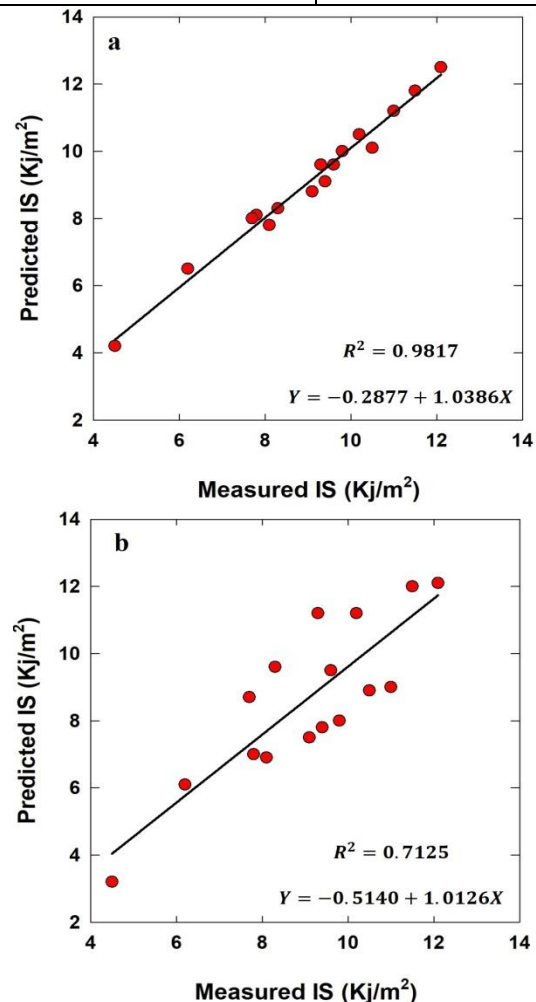 14
a
12
10
8
6
4
2
Predicted IS (Kj/m²)
R² = 0.9817
Y = −0.2877 + 1.0386X
4 6 8 10 12 14
Measured IS (Kj/m²)
14
b
12
10
8
6
4
2
Predicted IS (Kj/m²)
R² = 0.7125
Y = −0.5140 + 1.0126X
4 6 8 10 12 14
Measured IS (Kj/m²)